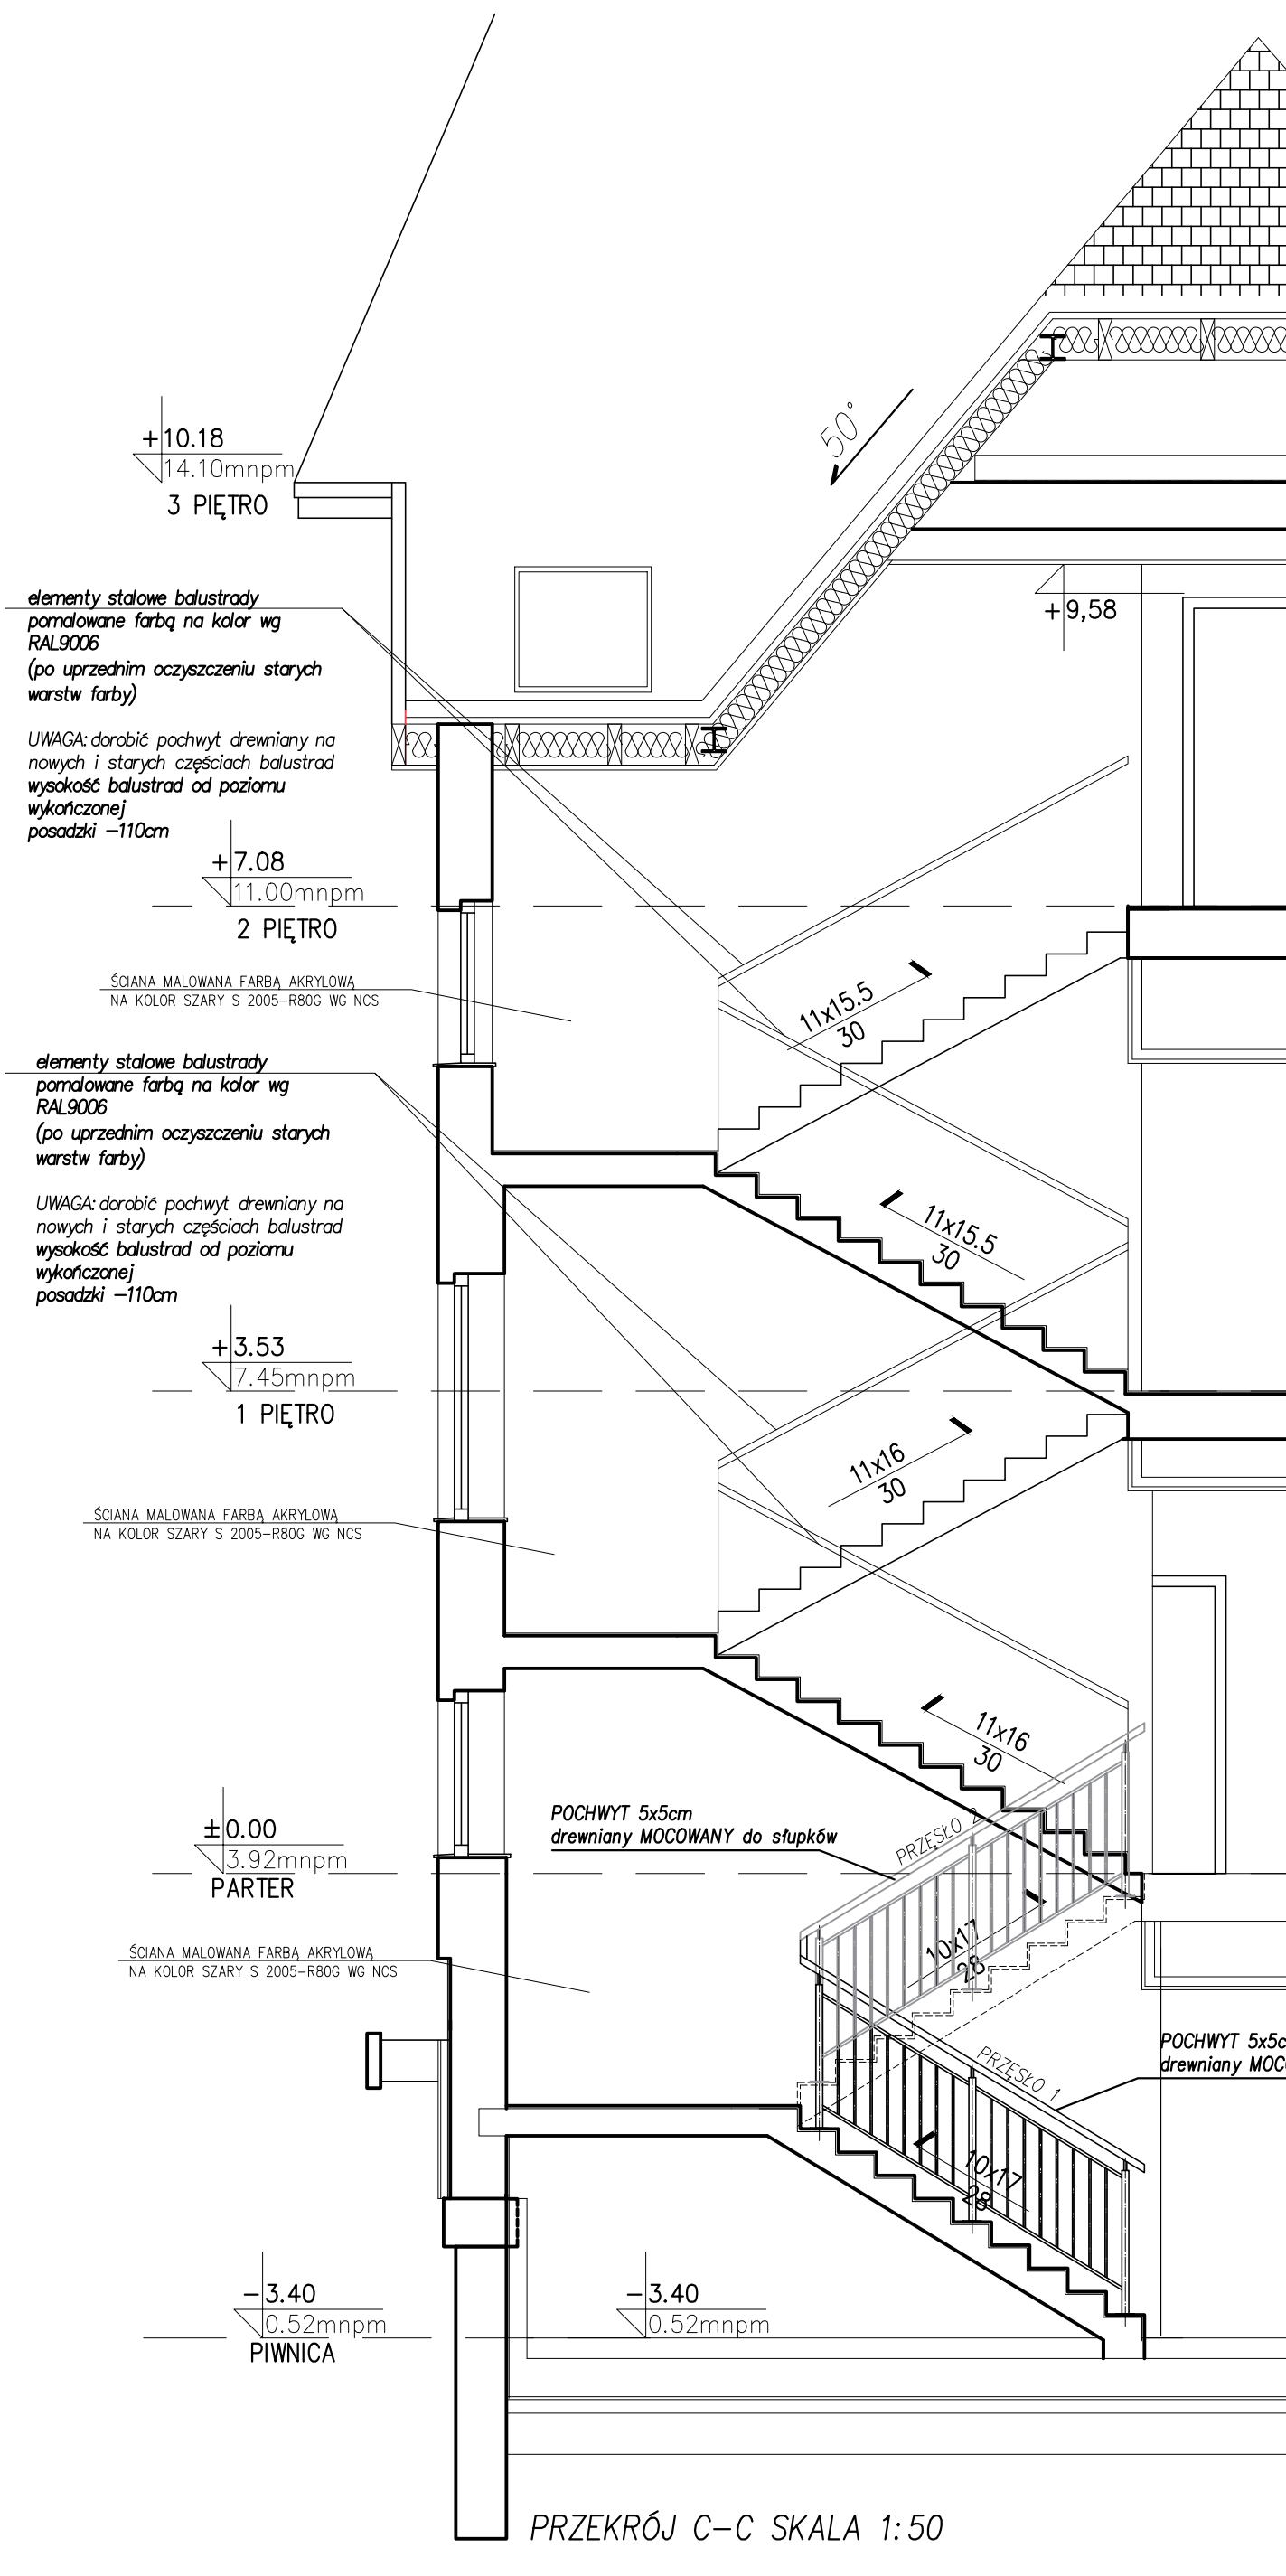 50°
+10.18
14.10mnpm
3 PIĘTRO
elementy stalowe balustrady
pomalowane farbą na kolor wg
RAL9006
(po uprzednim oczyszczeniu starych
warstw farby)
UWAGA: dorobić pochwyt drewniany na
nowych i starych częściach balustrad
wysokość balustrad od poziomu
wykończonej
posadzki –110cm
+9,58
+7.08
11.00mnpm
2 PIĘTRO
ŚCIANA MALOWANA FARBĄ AKRYLOWĄ
NA KOLOR SZARY S 2005–R80G WG NCS
11x15.5
30
elementy stalowe balustrady
pomalowane farbą na kolor wg
RAL9006
(po uprzednim oczyszczeniu starych
warstw farby)
UWAGA: dorobić pochwyt drewniany na
nowych i starych częściach balustrad
wysokość balustrad od poziomu
wykończonej
posadzki –110cm
11x15.5
30
+3.53
7.45mnpm
1 PIĘTRO
11x16
30
ŚCIANA MALOWANA FARBĄ AKRYLOWĄ
NA KOLOR SZARY S 2005–R80G WG NCS
11x16
30
POCHWYT 5x5cm
drewniany MOCOWANY do słupków
PRZĘSŁO 2
±0.00
3.92mnpm
PARTER
10x17
28
ŚCIANA MALOWANA FARBĄ AKRYLOWĄ
NA KOLOR SZARY S 2005–R80G WG NCS
POCHWYT 5x5c
drewniany MOC
PRZĘSŁO 1
10x17
28
–3.40
0.52mnpm
PIWNICA
–3.40
0.52mnpm
PRZEKRÓJ C–C SKALA 1:50